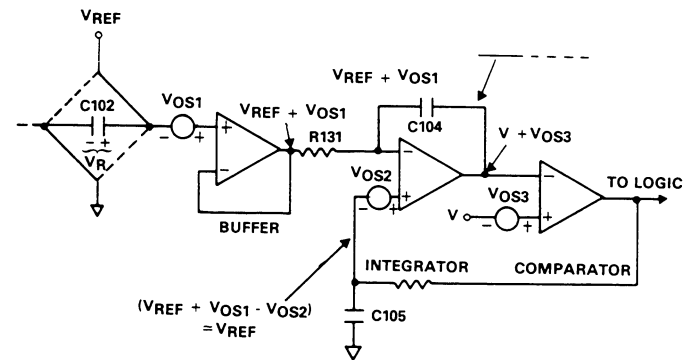 VREF
C102
- +
VR
VOS1
- +
+
-
BUFFER
VREF + VOS1
R131
VREF + VOS1
C104
-
+
VOS2
- +
INTEGRATOR
V + VOS3
-
+
VOS3
V
- +
COMPARATOR
TO LOGIC
(VREF + VOS1 - VOS2)
≃VREF
C105